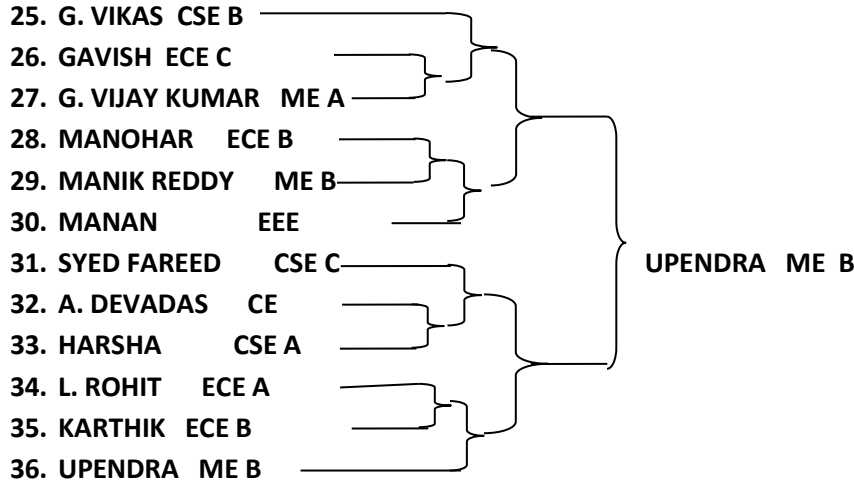 25. G. VIKAS CSE B
26. GAVISH ECE C
27. G. VIJAY KUMAR ME A
28. MANOHAR ECE B
29. MANIK REDDY ME B
30. MANAN EEE
31. SYED FAREED CSE C
UPENDRA ME B
32. A. DEVADAS CE
33. HARSHA CSE A
34. L. ROHIT ECE A
35. KARTHIK ECE B
36. UPENDRA ME B